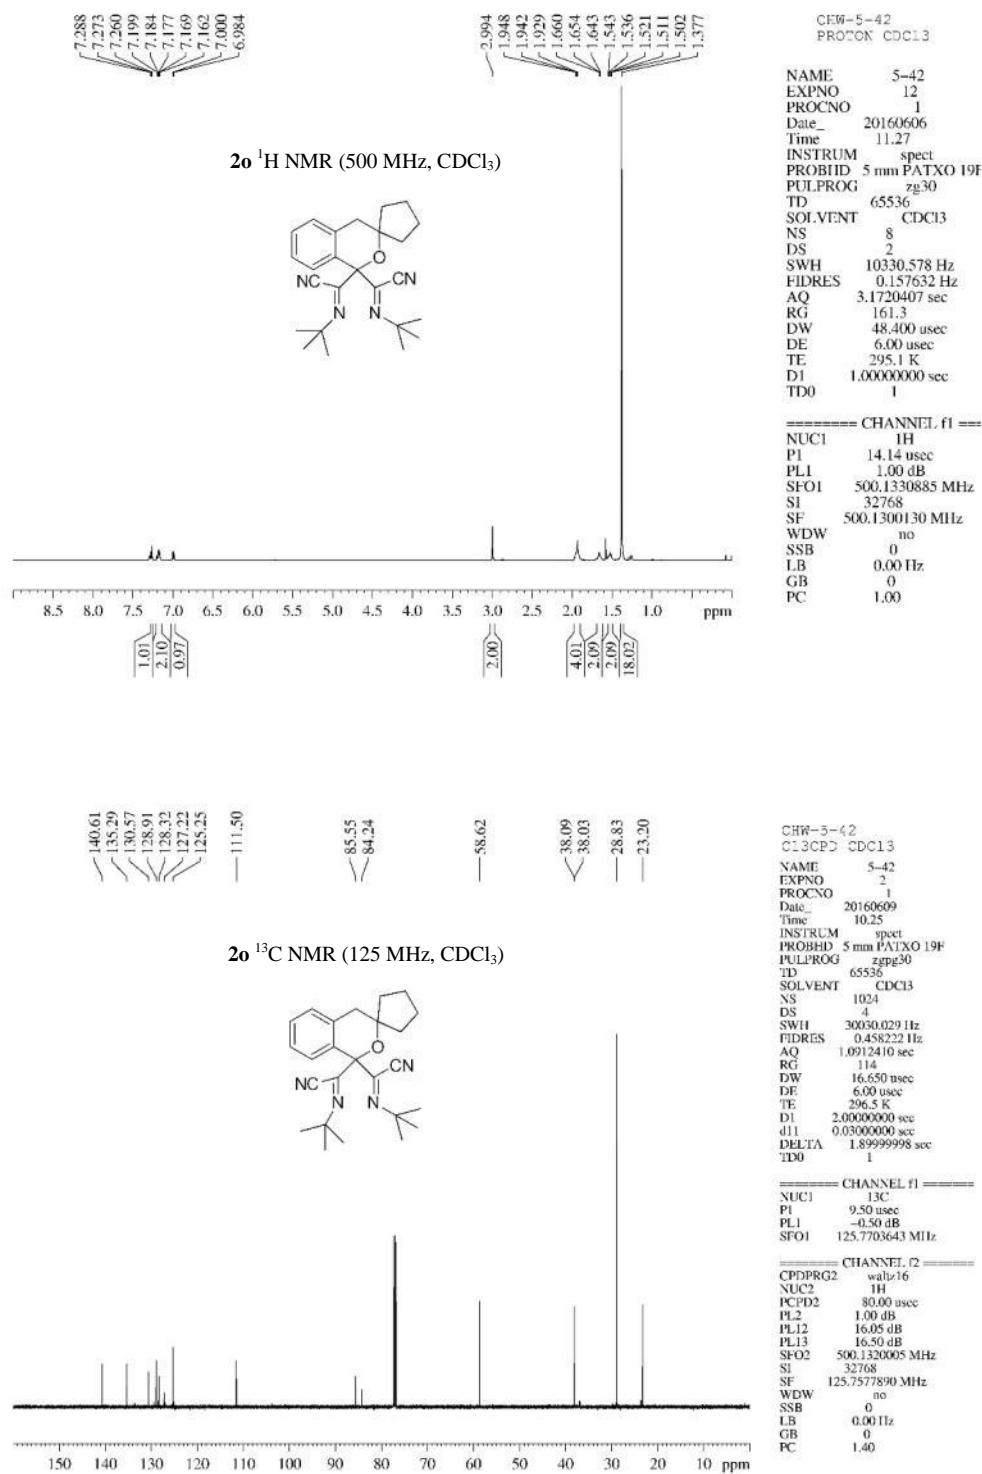 7.288
7.273
7.260
7.199
7.184
7.177
7.169
7.162
7.000
6.984
2.994
1.948
1.942
1.929
1.660
1.654
1.643
1.543
1.536
1.521
1.511
1.502
1.377
CHW-5-42
PROTON CDCl3
NAME 5-42
EXPNO 12
PROCNO 1
Date_ 20160606
Time 11.27
INSTRUM spect
PROBHD 5 mm PATXO 19F
PULPROG zg30
TD 65536
SOLVENT CDCl3
NS 8
DS 2
SWH 10330.578 Hz
FIDRES 0.157632 Hz
AQ 3.1720407 sec
RG 161.3
DW 48.400 usec
DE 6.00 usec
TE 295.1 K
D1 1.00000000 sec
TD0 1
======== CHANNEL f1 ===
NUC1 1H
P1 14.14 usec
PL1 1.00 dB
SFO1 500.1330885 MHz
SI 32768
SF 500.1300130 MHz
WDW no
SSB 0
LB 0.00 Hz
GB 0
PC 1.00
2o ¹H NMR (500 MHz, CDCl₃)
O
NC CN
N N
8.5 8.0 7.5 7.0 6.5 6.0 5.5 5.0 4.5 4.0 3.5 3.0 2.5 2.0 1.5 1.0 ppm
1.01
2.10
0.97
2.00
4.01
2.09
2.09
18.02
140.61
135.29
130.57
128.91
128.32
127.22
125.25
111.50
85.55
84.24
58.62
38.09
38.03
28.83
23.20
CHW-5-42
C13CPD CDCl3
NAME 5-42
EXPNO 2
PROCNO 1
Date_ 20160609
Time 10.25
INSTRUM spect
PROBHD 5 mm PATXO 19F
PULPROG zgpg30
TD 65536
SOLVENT CDCl3
NS 1024
DS 4
SWH 30030.029 Hz
FIDRES 0.458222 Hz
AQ 1.0912410 sec
RG 114
DW 16.650 usec
DE 6.00 usec
TE 296.5 K
D1 2.00000000 sec
d11 0.03000000 sec
DELTA 1.89999998 sec
TD0 1
======== CHANNEL f1 =======
NUC1 13C
P1 9.50 usec
PL1 -0.50 dB
SFO1 125.7703643 MHz
======== CHANNEL f2 =======
CPDPRG2 waltz16
NUC2 1H
PCPD2 80.00 usec
PL2 1.00 dB
PL12 16.05 dB
PL13 16.50 dB
SFO2 500.1320005 MHz
SI 32768
SF 125.7577890 MHz
WDW no
SSB 0
LB 0.00 Hz
GB 0
PC 1.40
2o ¹³C NMR (125 MHz, CDCl₃)
O
NC CN
N N
150 140 130 120 110 100 90 80 70 60 50 40 30 20 10 ppm